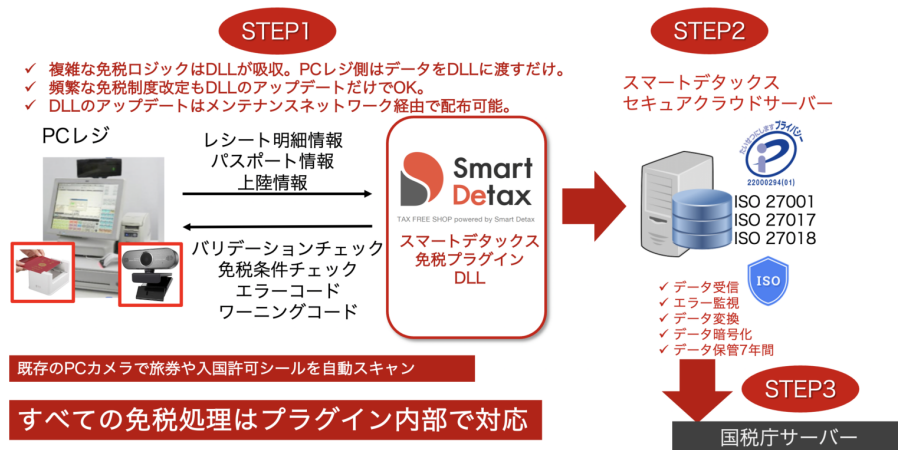 STEP1
✓ 複雑な免税ロジックはDLLが吸収。PCレジ側はデータをDLLに渡すだけ。
✓ 頻繁な免税制度改定もDLLのアップデートだけでOK。
✓ DLLのアップデートはメンテナンスネットワーク経由で配布可能。
PCレジ
レシート明細情報
パスポート情報
上陸情報
バリデーションチェック
免税条件チェック
エラーコード
ワーニングコード
Smart
Detax
TAX FREE SHOP powered by Smart Detax
スマートデタックス
免税プラグイン
DLL
既存のPCカメラで旅券や入国許可シールを自動スキャン
すべての免税処理はプラグイン内部で対応
STEP2
スマートデタックス
セキュアクラウドサーバー
たいせつにしますプライバシー
22000294(01)
ISO 27001
ISO 27017
ISO 27018
ISO
✓ データ受信
✓ エラー監視
✓ データ変換
✓ データ暗号化
✓ データ保管7年間
STEP3
国税庁サーバー